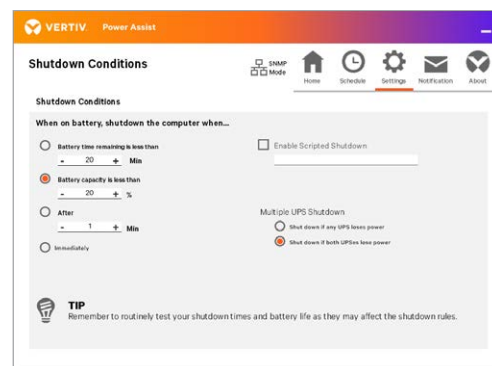 VERTIV. Power Assist
Shutdown Conditions
SNMP Mode
Home Schedule Settings Notification About
Shutdown Conditions
When on battery, shutdown the computer when...
Battery time remaining is less than
- 20 + Min
Battery capacity is less than
- 20 + %
After
- 1 + Min
Immediately
Enable Scripted Shutdown
Multiple UPS Shutdown
Shut down if any UPS loses power
Shut down if both UPSes lose power
TIP
Remember to routinely test your shutdown times and battery life as they may affect the shutdown rules.